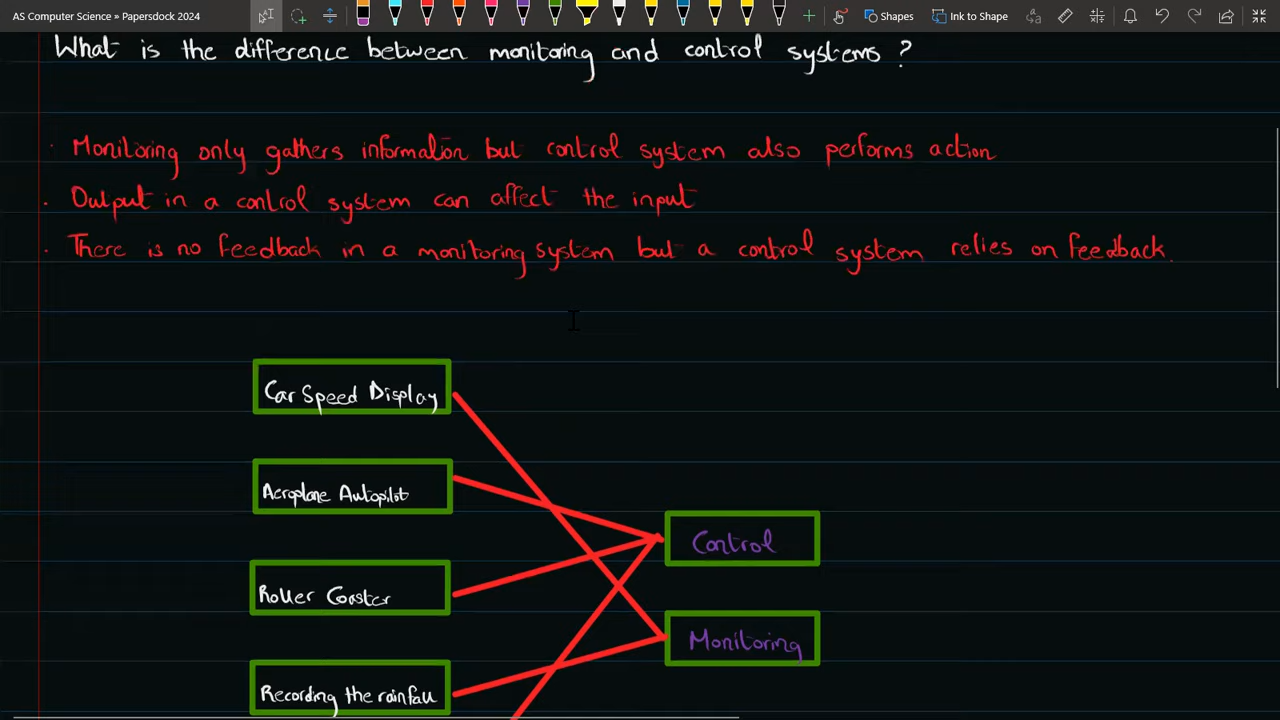 AS Computer Science » Papersdock 2024
Shapes
Ink to Shape
What is the difference between monitoring and control systems ?
· Monitoring only gathers information but control system also performs action
· Output in a control system can affect the input
· There is no feedback in a monitoring system but a control system relies on feedback.
Car Speed Display
Aeroplane Autopilot
Control
Roller Coaster
Monitoring
Recording the rainfall